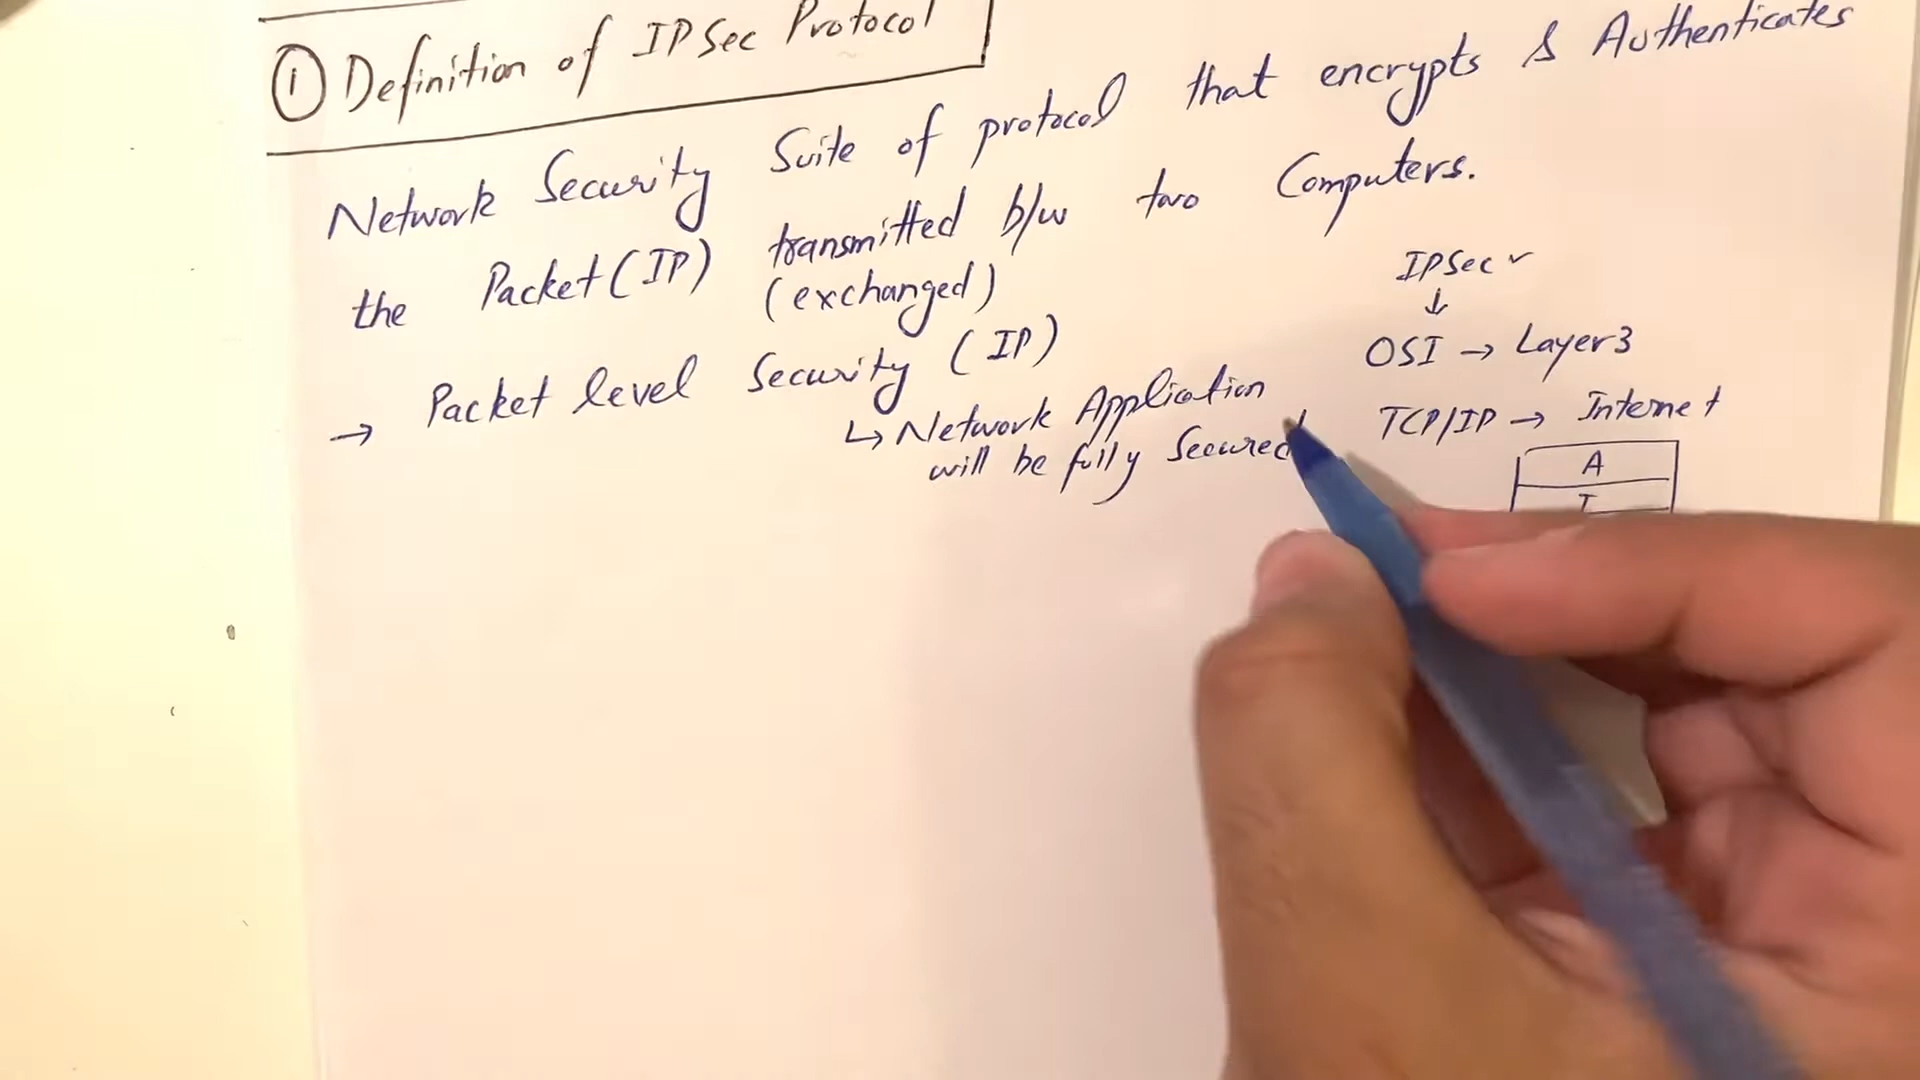 ① Definition of IPSec Protocol
Network Security Suite of protocol that encrypts & Authenticates
the Packet(IP) transmitted b/w two Computers.
(exchanged)
→ Packet level Security (IP)
↳ Network Application
will be fully Secured
IPSec ✓
↓
OSI → Layer3
TCP/IP → Internet
A
T